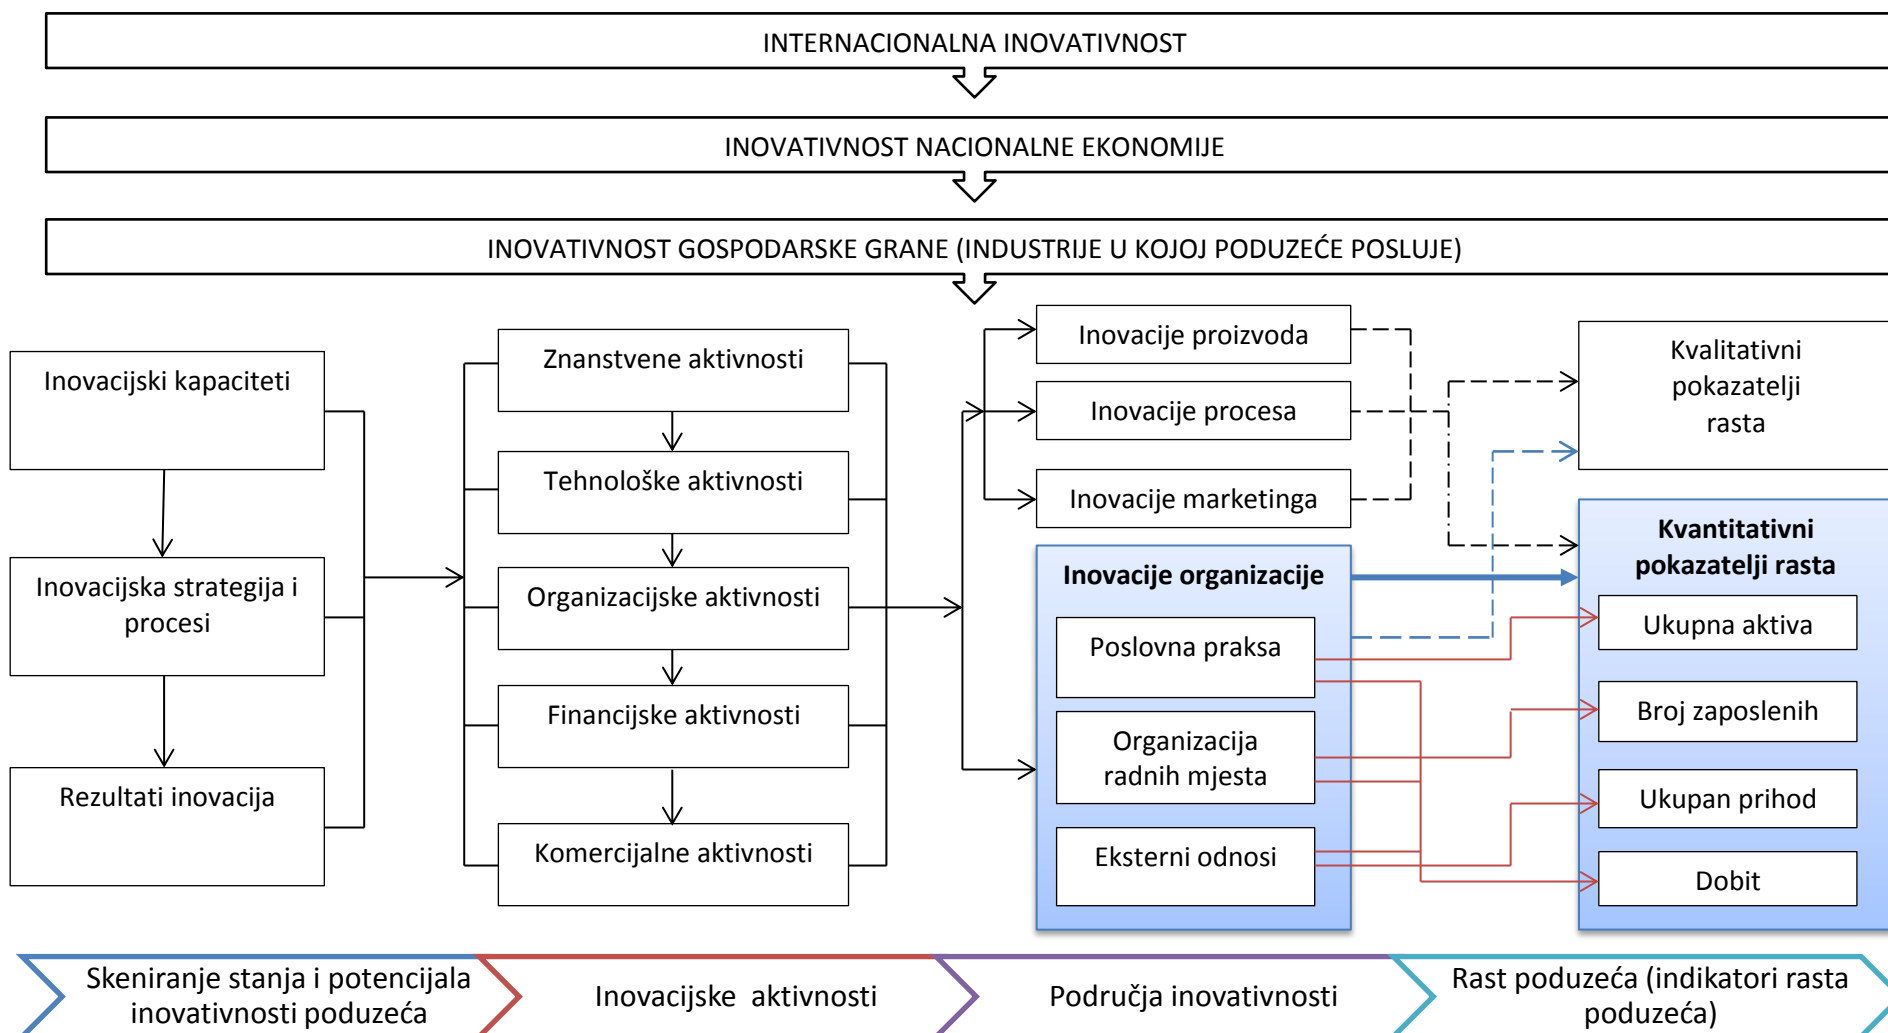 INTERNACIONALNA INOVATIVNOST
INOVATIVNOST NACIONALNE EKONOMIJE
INOVATIVNOST GOSPODARSKE GRANE (INDUSTRIJE U KOJOJ PODUZEĆE POSLUJE)
Inovacijski kapaciteti
Inovacijska strategija i
procesi
Rezultati inovacija
Znanstvene aktivnosti
Tehnološke aktivnosti
Organizacijske aktivnosti
Financijske aktivnosti
Komercijalne aktivnosti
Inovacije proizvoda
Inovacije procesa
Inovacije marketinga
Inovacije organizacije
Poslovna praksa
Organizacija
radnih mjesta
Eksterni odnosi
Kvalitativni
pokazatelji
rasta
Kvantitativni
pokazatelji rasta
Ukupna aktiva
Broj zaposlenih
Ukupan prihod
Dobit
Skeniranje stanja i potencijala
inovativnosti poduzeća
Inovacijske  aktivnosti
Područja inovativnosti
Rast poduzeća (indikatori rasta
poduzeća)